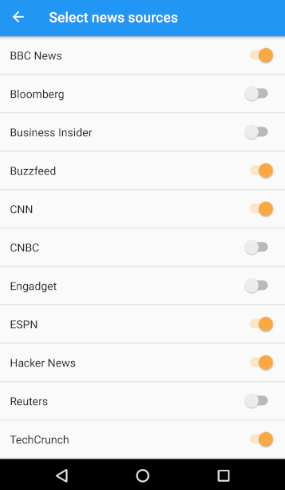 Select news sources
BBC News
Bloomberg
Business Insider
Buzzfeed
CNN
CNBC
Engadget
ESPN
Hacker News
Reuters
TechCrunch